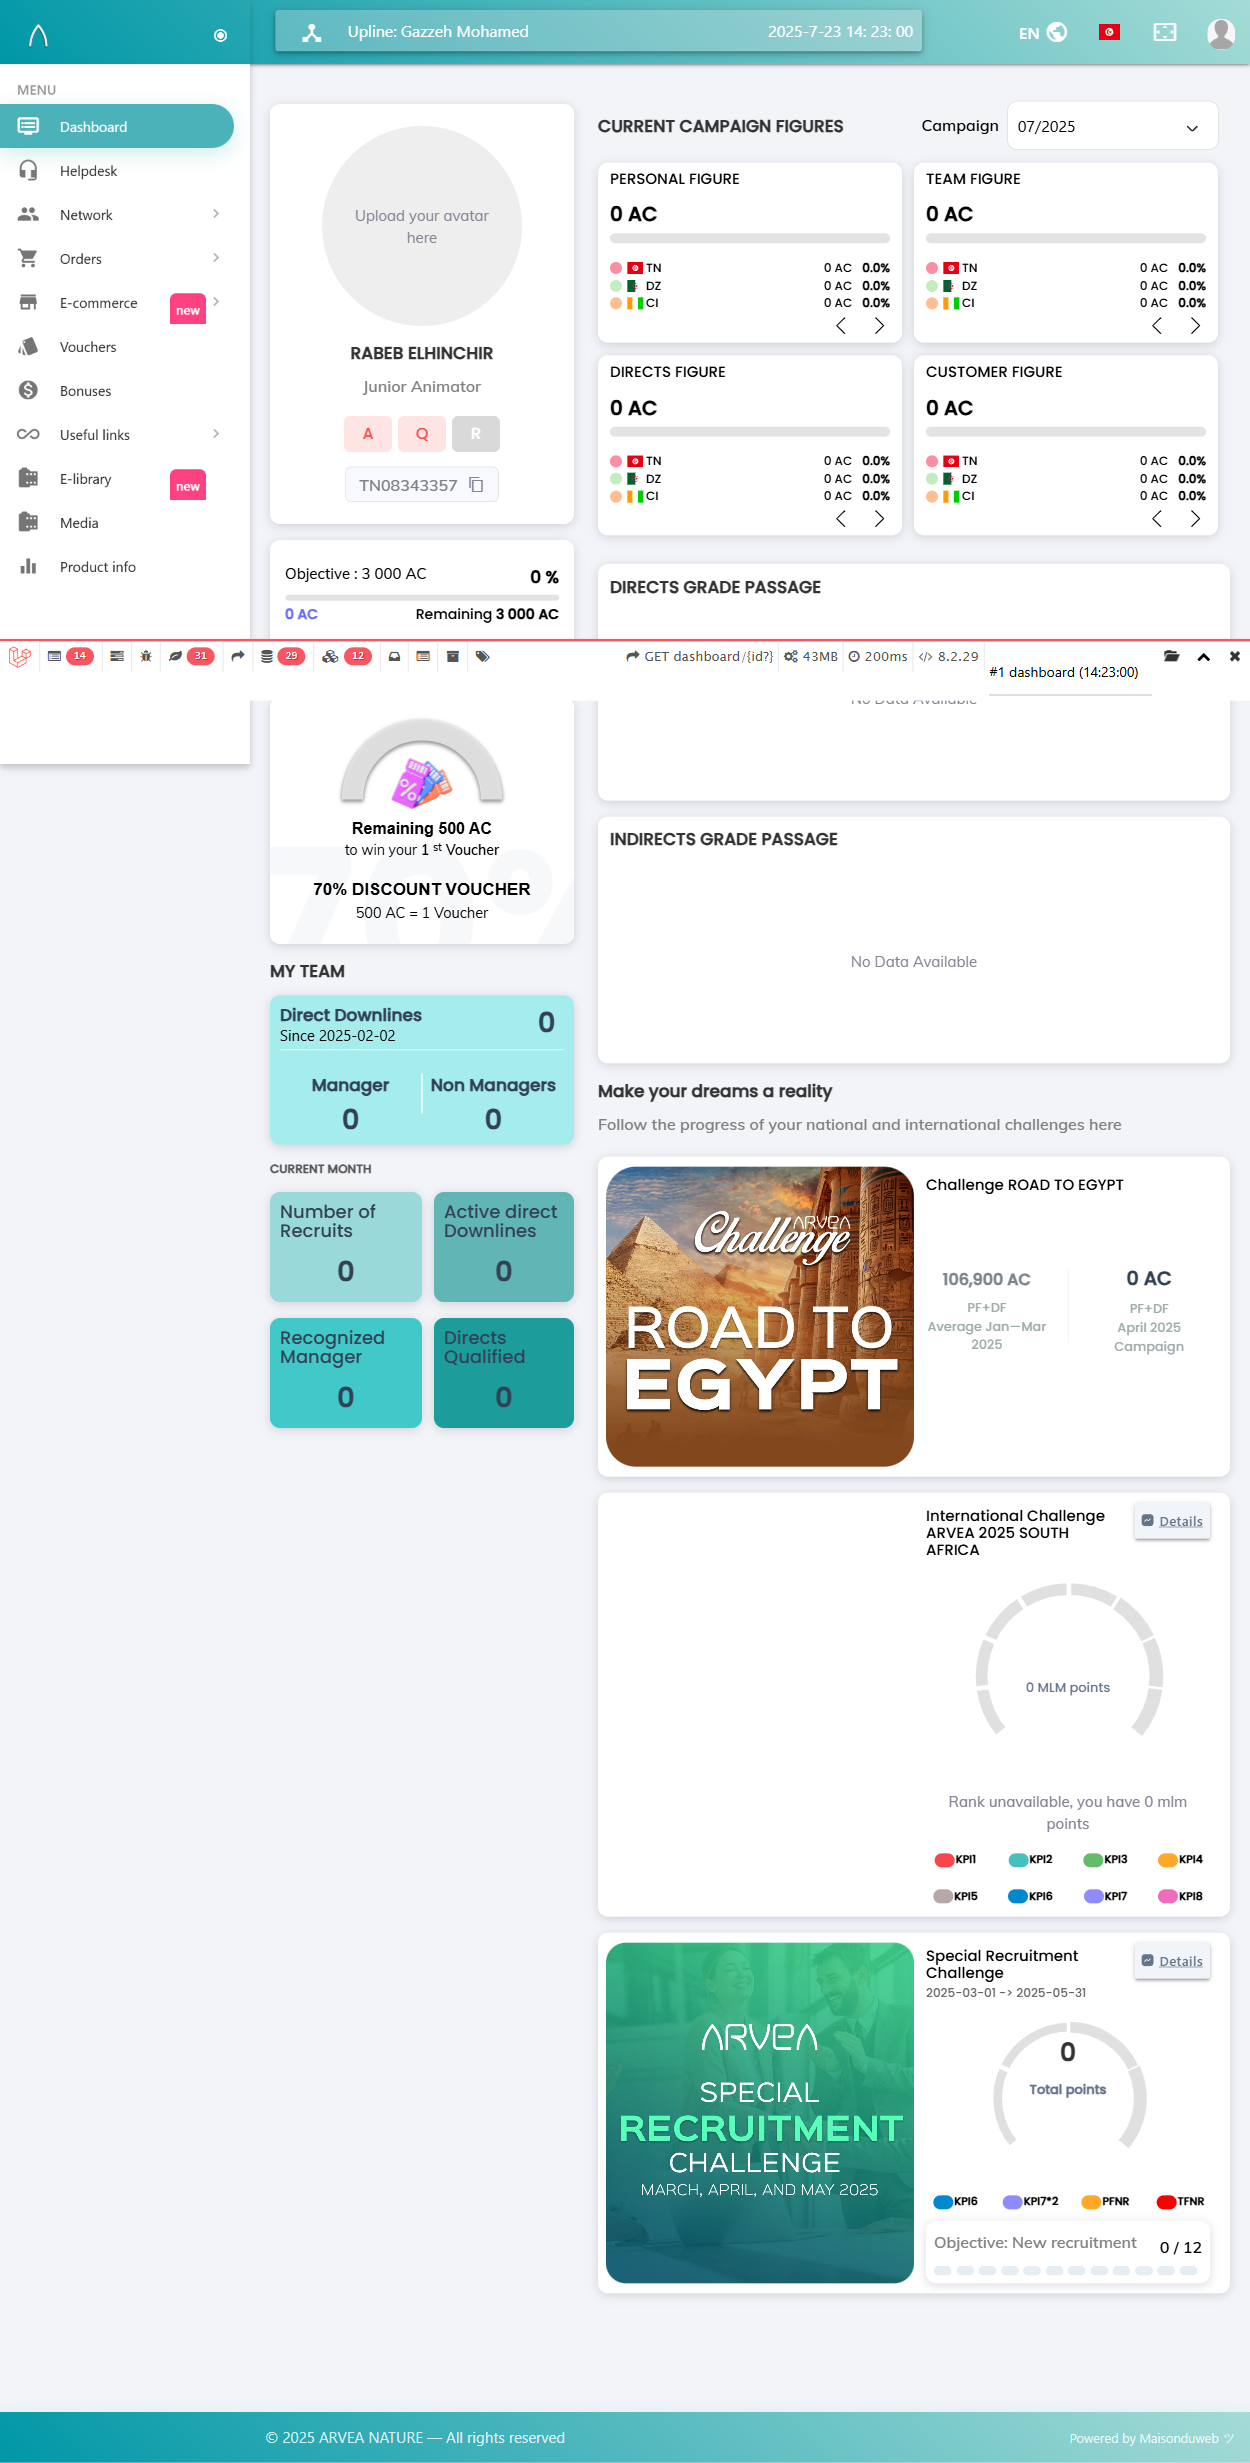 Upline: Gazzeh Mohamed
2025-7-23 14: 23: 00
EN
MENU
Dashboard
Helpdesk
Network
Orders
E-commerce
new
Vouchers
Bonuses
Useful links
E-library
new
Media
Product info
Upload your avatar
here
RABEB ELHINCHIR
Junior Animator
A Q R
TN08343357
Objective : 3 000 AC
0 %
0 AC
Remaining 3 000 AC
CURRENT CAMPAIGN FIGURES
Campaign
07/2025
PERSONAL FIGURE
0 AC
TN 0 AC 0.0%
DZ 0 AC 0.0%
CI 0 AC 0.0%
TEAM FIGURE
0 AC
TN 0 AC 0.0%
DZ 0 AC 0.0%
CI 0 AC 0.0%
DIRECTS FIGURE
0 AC
TN 0 AC 0.0%
DZ 0 AC 0.0%
CI 0 AC 0.0%
CUSTOMER FIGURE
0 AC
TN 0 AC 0.0%
DZ 0 AC 0.0%
CI 0 AC 0.0%
DIRECTS GRADE PASSAGE
14 31 29 12
GET dashboard/{id?} 43MB 200ms </> 8.2.29
#1 dashboard (14:23:00)
No Data Available
70%
Remaining 500 AC
to win your 1 st Voucher
70% DISCOUNT VOUCHER
500 AC = 1 Voucher
INDIRECTS GRADE PASSAGE
No Data Available
MY TEAM
Direct Downlines
0
Since 2025-02-02
Manager
0
Non Managers
0
CURRENT MONTH
Number of
Recruits
0
Active direct
Downlines
0
Recognized
Manager
0
Directs
Qualified
0
Make your dreams a reality
Follow the progress of your national and international challenges here
ARVEA
Challenge
ROAD TO
EGYPT
Challenge ROAD TO EGYPT
106,900 AC
PF+DF
Average Jan—Mar
2025
0 AC
PF+DF
April 2025
Campaign
International Challenge
ARVEA 2025 SOUTH
AFRICA
Details
0 MLM points
Rank unavailable, you have 0 mlm
points
KPI1 KPI2 KPI3 KPI4
KPI5 KPI6 KPI7 KPI8
ARVEA
SPECIAL
RECRUITMENT
CHALLENGE
MARCH, APRIL, AND MAY 2025
Special Recruitment
Challenge
Details
2025-03-01 -> 2025-05-31
0
Total points
KPI6 KPI7*2 PFNR TFNR
Objective: New recruitment
0 / 12
© 2025 ARVEA NATURE — All rights reserved
Powered by Maisonduweb ツ